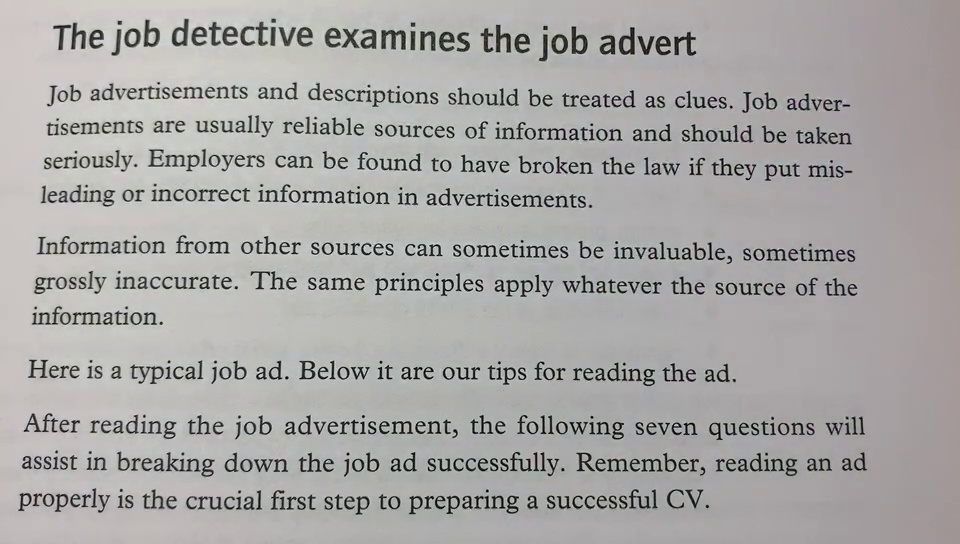 The job detective examines the job advert
Job advertisements and descriptions should be treated as clues. Job adver-
tisements are usually reliable sources of information and should be taken
seriously. Employers can be found to have broken the law if they put mis-
leading or incorrect information in advertisements.
Information from other sources can sometimes be invaluable, sometimes
grossly inaccurate. The same principles apply whatever the source of the
information.
Here is a typical job ad. Below it are our tips for reading the ad.
After reading the job advertisement, the following seven questions will
assist in breaking down the job ad successfully. Remember, reading an ad
properly is the crucial first step to preparing a successful CV.